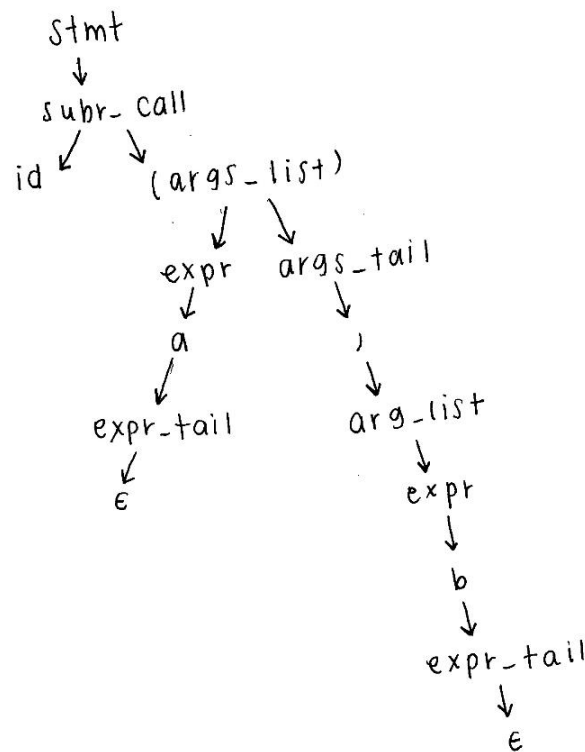 stmt
subr_call
id (args_list)
expr args_tail
a ,
expr_tail arg_list
ϵ expr
b
expr_tail
ϵ